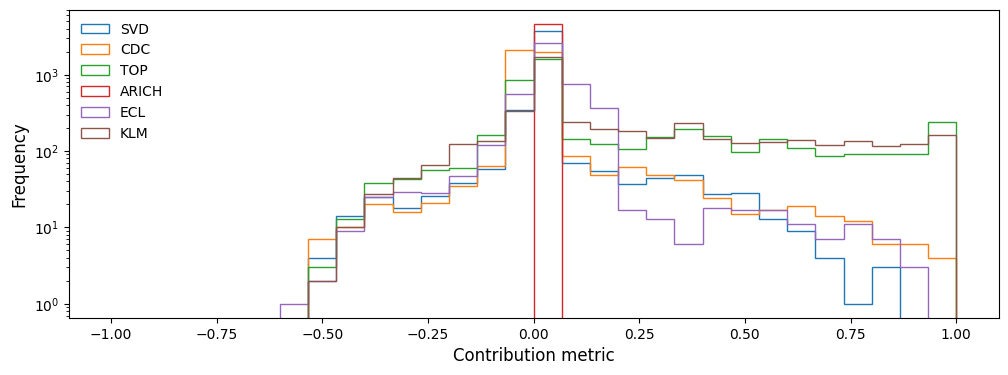 SVD
CDC
TOP
ARICH
ECL
KLM
Frequency
10³
10²
10¹
10⁰
−1.00 −0.75 −0.50 −0.25 0.00 0.25 0.50 0.75 1.00
Contribution metric